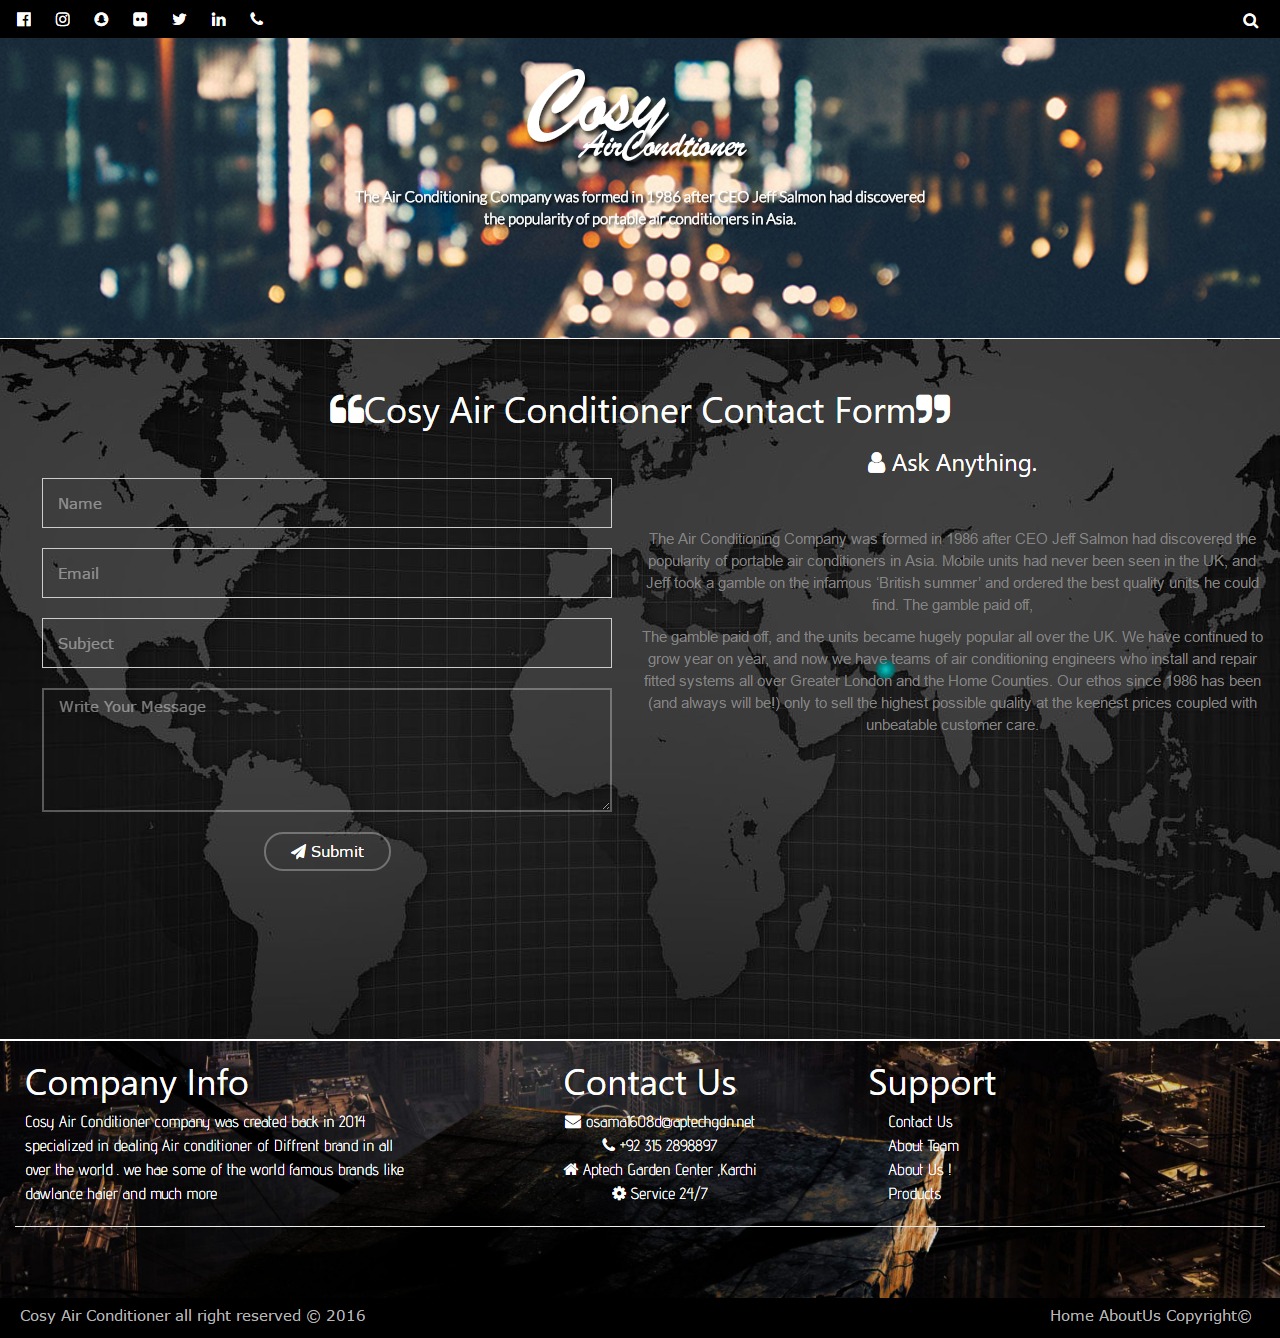 Cosy
AirCondtioner
The Air Conditioning Company was formed in 1986 after CEO Jeff Salmon had discovered
the popularity of portable air conditioners in Asia.
Cosy Air Conditioner Contact Form
Ask Anything.
Name
Email
Subject
Write Your Message
Submit
The Air Conditioning Company was formed in 1986 after CEO Jeff Salmon had discovered the
popularity of portable air conditioners in Asia. Mobile units had never been seen in the UK, and
Jeff took a gamble on the infamous 'British summer' and ordered the best quality units he could
find. The gamble paid off,
The gamble paid off, and the units became hugely popular all over the UK. We have continued to
grow year on year, and now we have teams of air conditioning engineers who install and repair
fitted systems all over Greater London and the Home Counties. Our ethos since 1986 has been
(and always will be!) only to sell the highest possible quality at the keenest prices coupled with
unbeatable customer care.
Company Info
Cosy Air Conditioner company was created back in 2014
specialized in dealing Air conditioner of Diffrent brand in all
over the world . we hae some of the world famous brands like
dawlance haier and much more
Contact Us
osama1608d@aptechgdn.net
+92 315 2898897
Aptech Garden Center ,Karchi
Service 24/7
Support
Contact Us
About Team
About Us !
Products
Cosy Air Conditioner all right reserved © 2016
Home AboutUs Copyright©